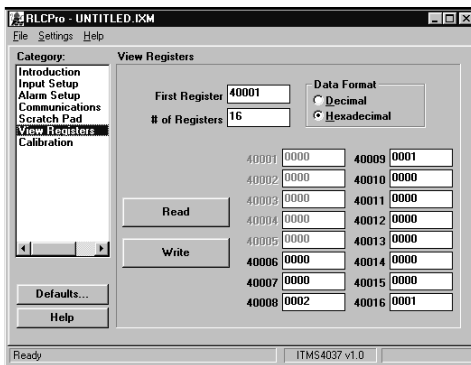 RLCPro - UNTITLED.IXM
File Settings Help
Category:
Introduction
Input Setup
Alarm Setup
Communications
Scratch Pad
View Registers
Calibration
Defaults...
Help
View Registers
First Register 40001
# of Registers 16
Data Format
Decimal
Hexadecimal
Read
Write
40001 0000
40002 0000
40003 0000
40004 0000
40005 0000
40006 0000
40007 0000
40008 0002
40009 0001
40010 0000
40011 0000
40012 0000
40013 0000
40014 0000
40015 0000
40016 0001
Ready
ITMS4037 v1.0